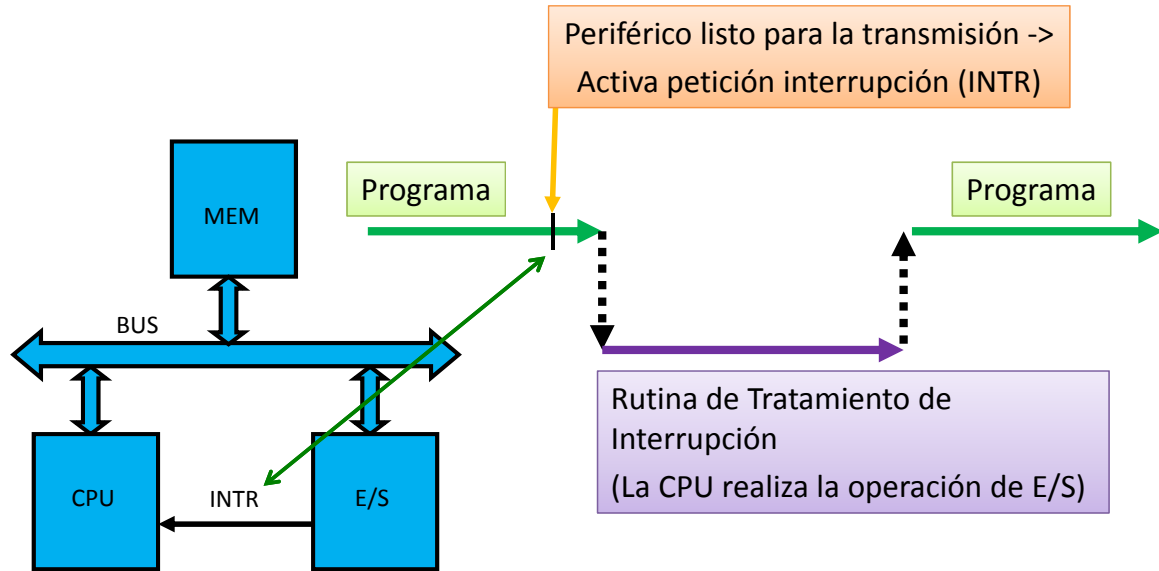 Periférico listo para la transmisión ->
Activa petición interrupción (INTR)
Programa
Programa
MEM
BUS
CPU
INTR
E/S
Rutina de Tratamiento de
Interrupción
(La CPU realiza la operación de E/S)